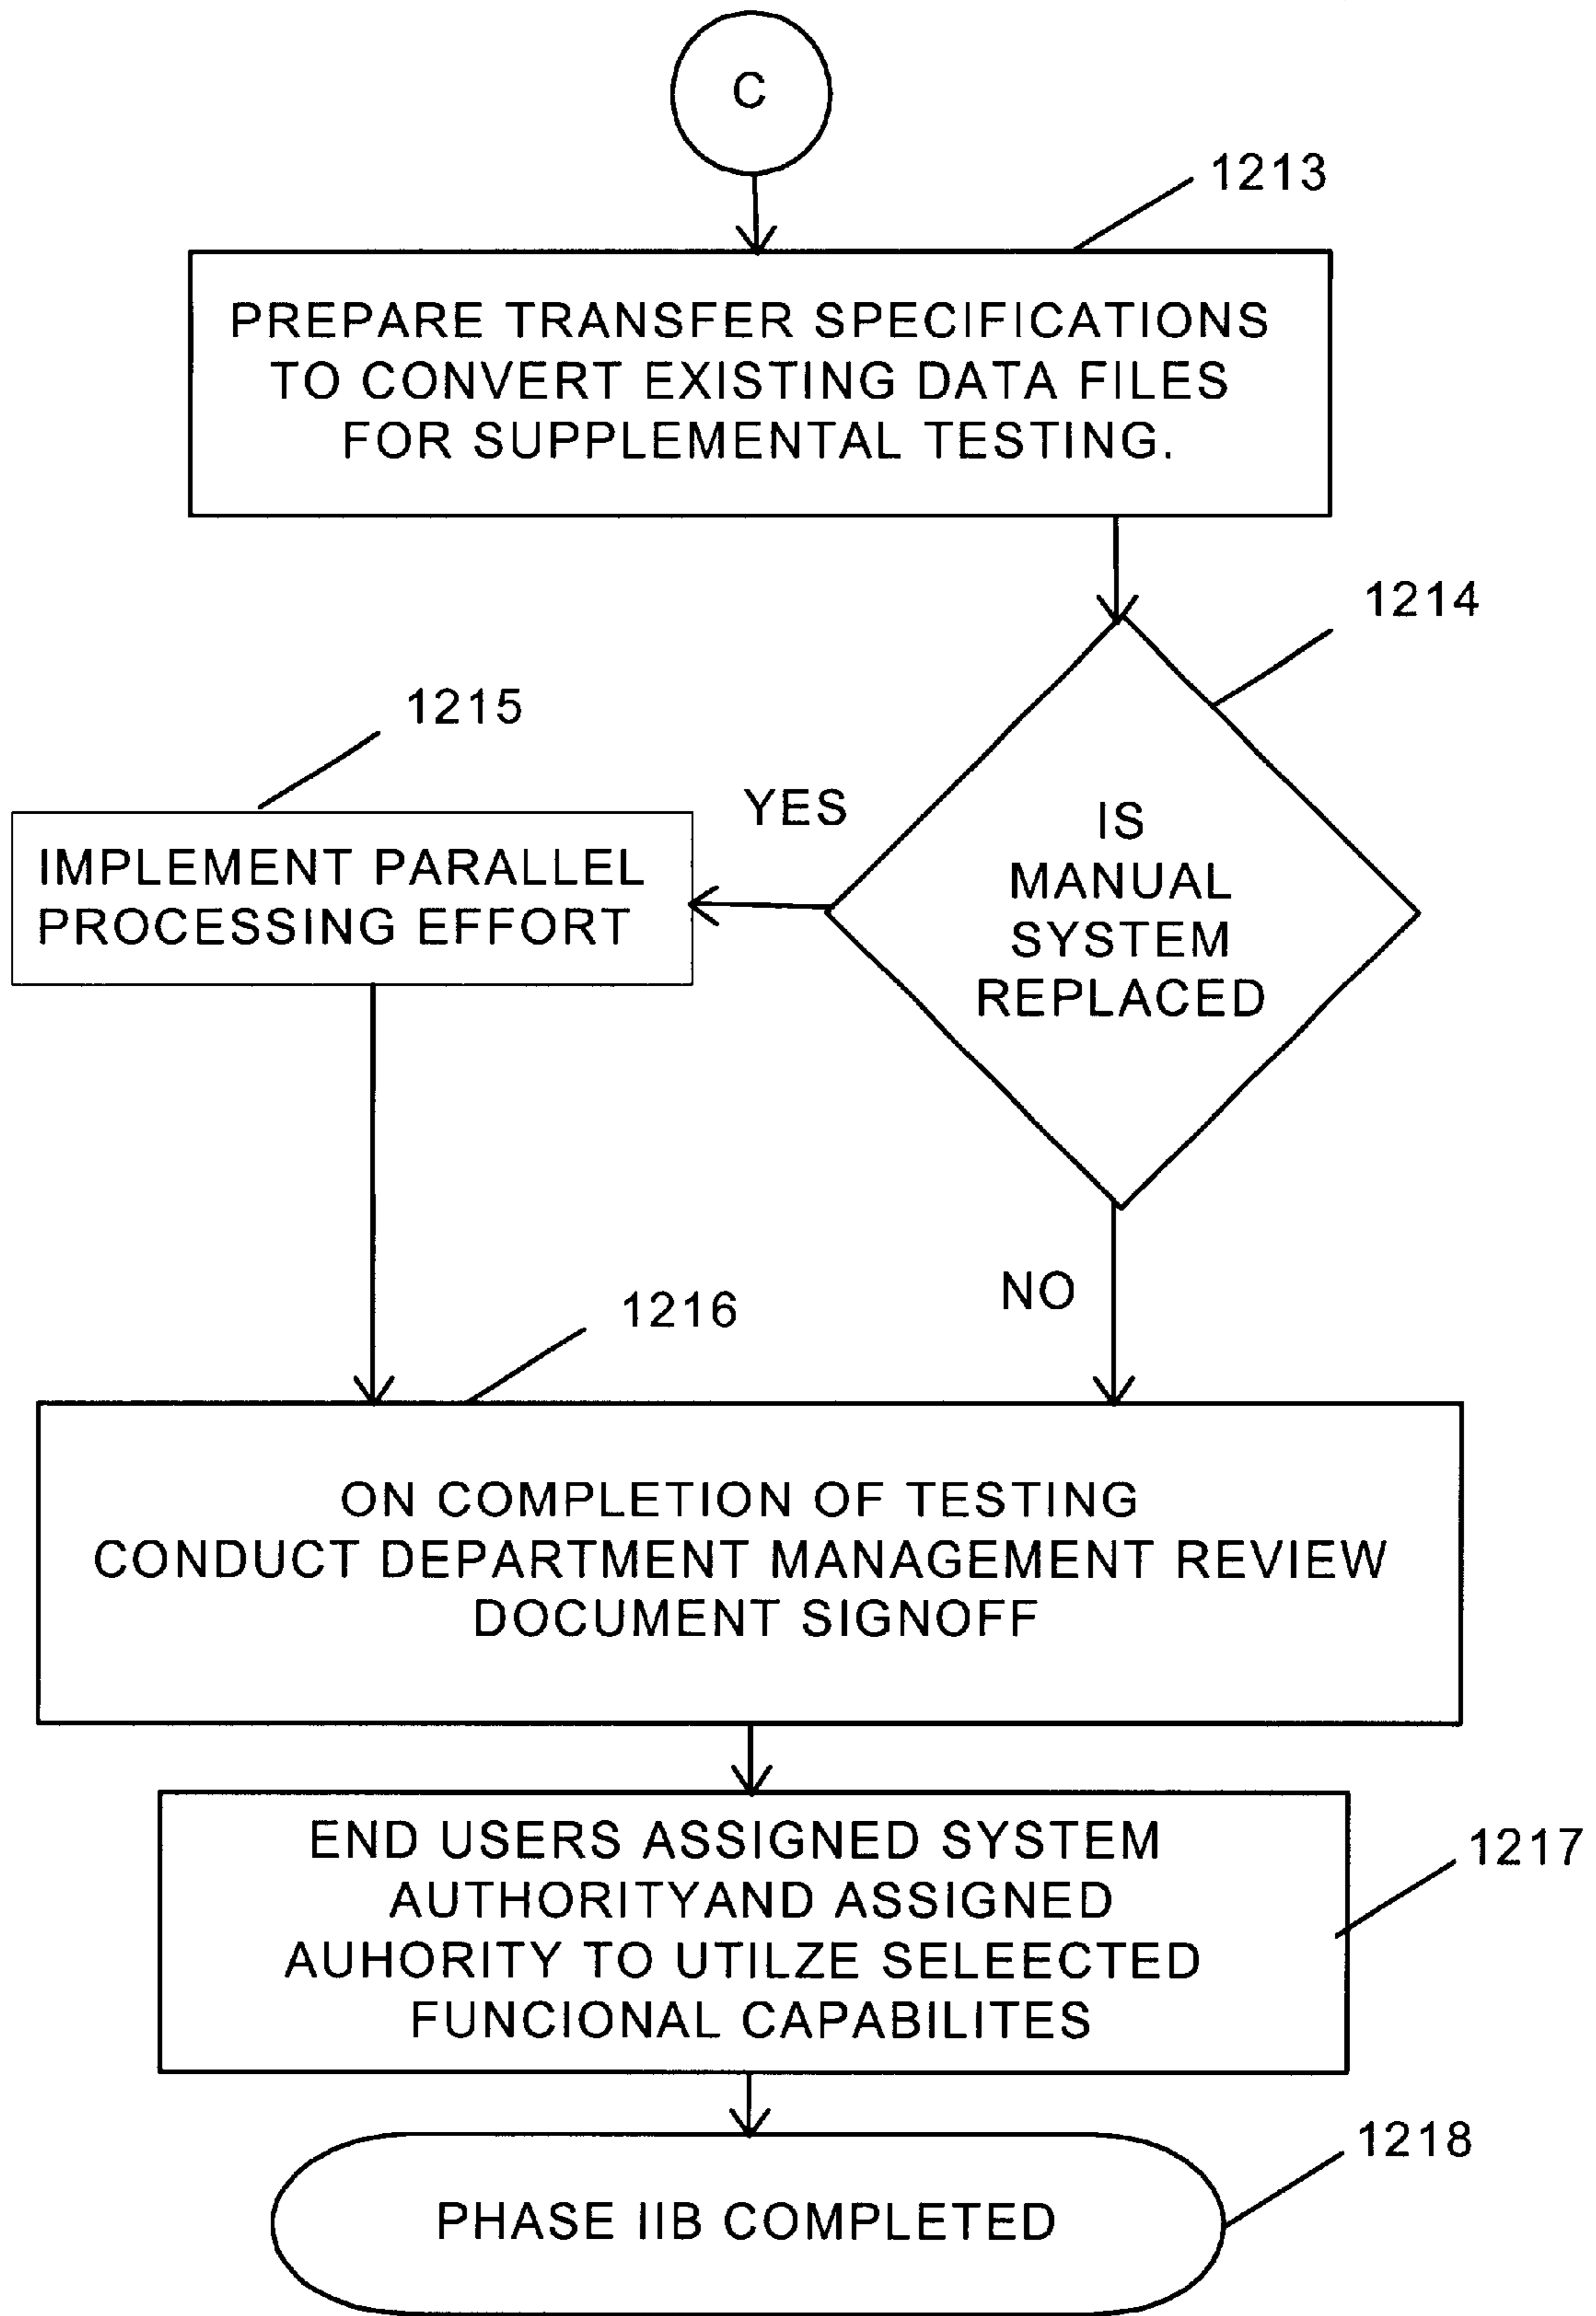 C
1213
PREPARE TRANSFER SPECIFICATIONS
TO CONVERT EXISTING DATA FILES
FOR SUPPLEMENTAL TESTING.
1214
1215
YES
IS
MANUAL
SYSTEM
REPLACED
IMPLEMENT PARALLEL
PROCESSING EFFORT
NO
1216
ON COMPLETION OF TESTING
CONDUCT DEPARTMENT MANAGEMENT REVIEW
DOCUMENT SIGNOFF
END USERS ASSIGNED SYSTEM
AUTHORITYAND ASSIGNED
AUHORITY TO UTILZE SELEECTED
FUNCIONAL CAPABILITES
1217
1218
PHASE IIB COMPLETED